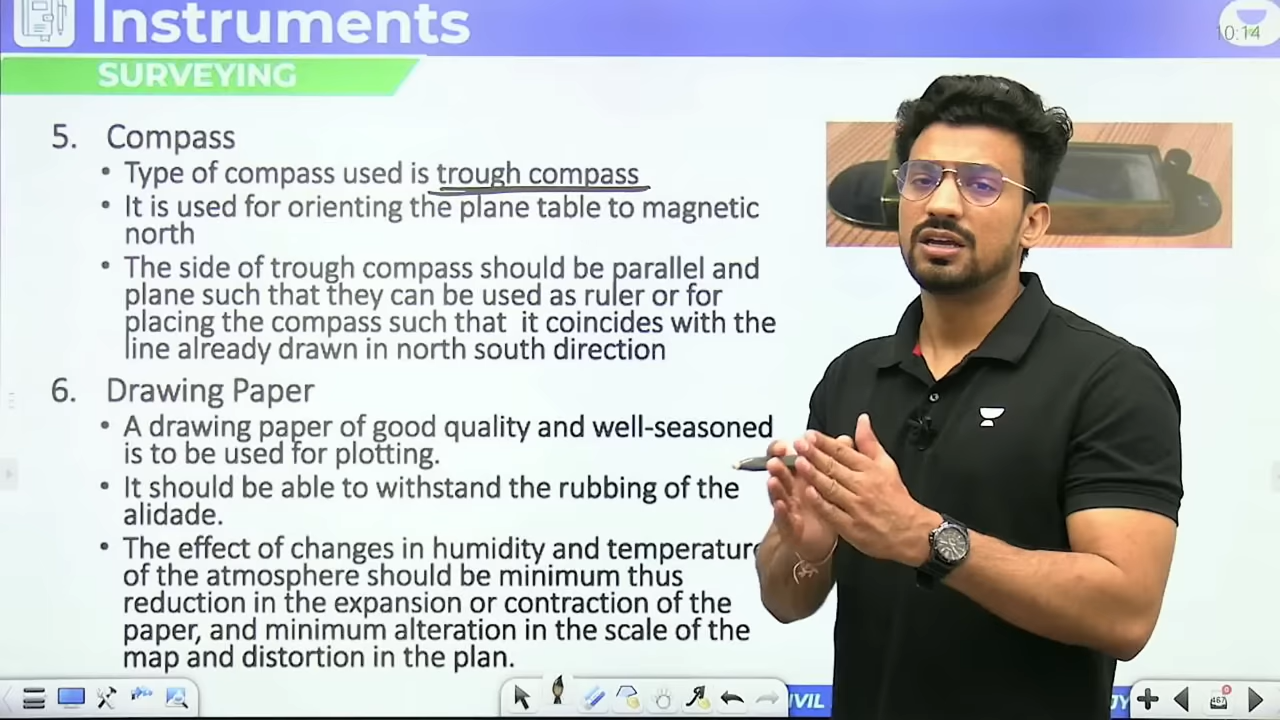 Instruments
10:14
SURVEYING
5. Compass
• Type of compass used is trough compass
• It is used for orienting the plane table to magnetic
north
• The side of trough compass should be parallel and
plane such that they can be used as ruler or for
placing the compass such that it coincides with the
line already drawn in north south direction
6. Drawing Paper
• A drawing paper of good quality and well-seasoned
is to be used for plotting.
• It should be able to withstand the rubbing of the
alidade.
• The effect of changes in humidity and temperature
of the atmosphere should be minimum thus
reduction in the expansion or contraction of the
paper, and minimum alteration in the scale of the
map and distortion in the plan.
467